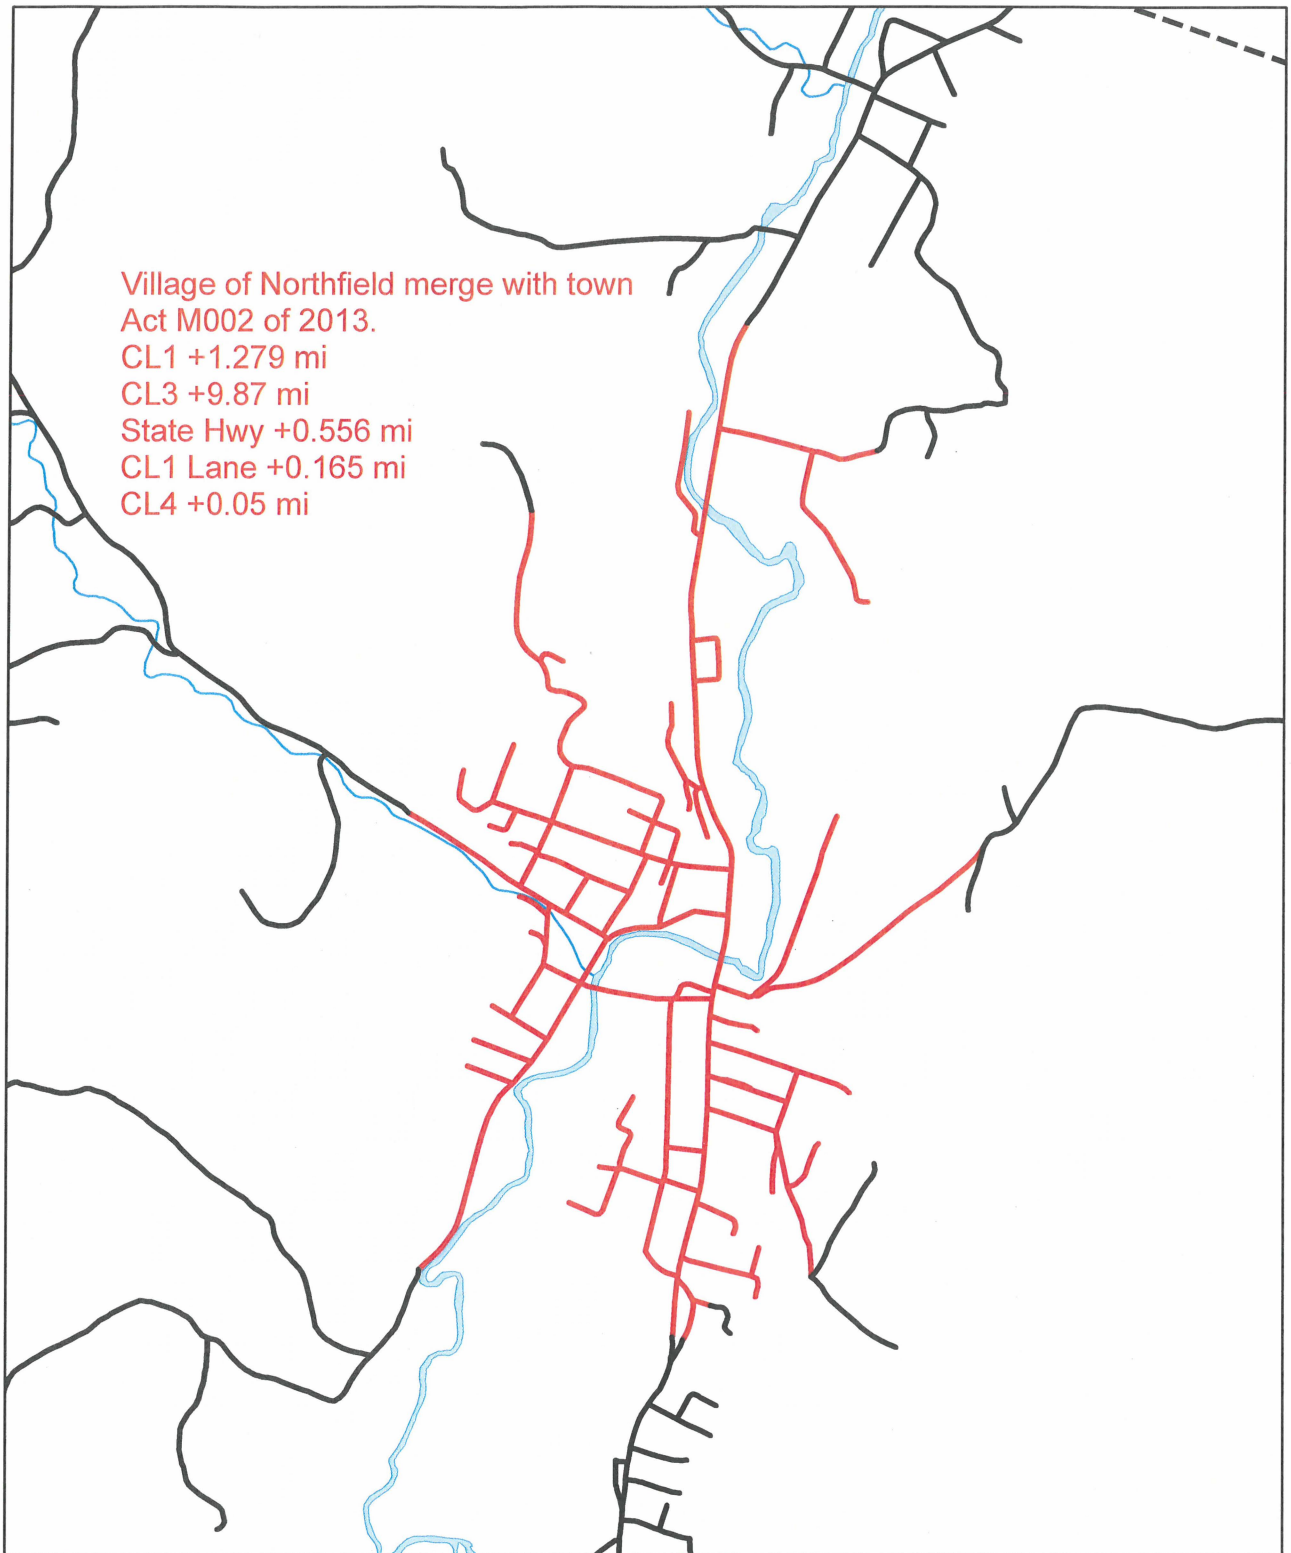 Village of Northfield merge with town
Act M002 of 2013.
CL1 +1.279 mi
CL3 +9.87 mi
State Hwy +0.556 mi
CL1 Lane +0.165 mi
CL4 +0.05 mi